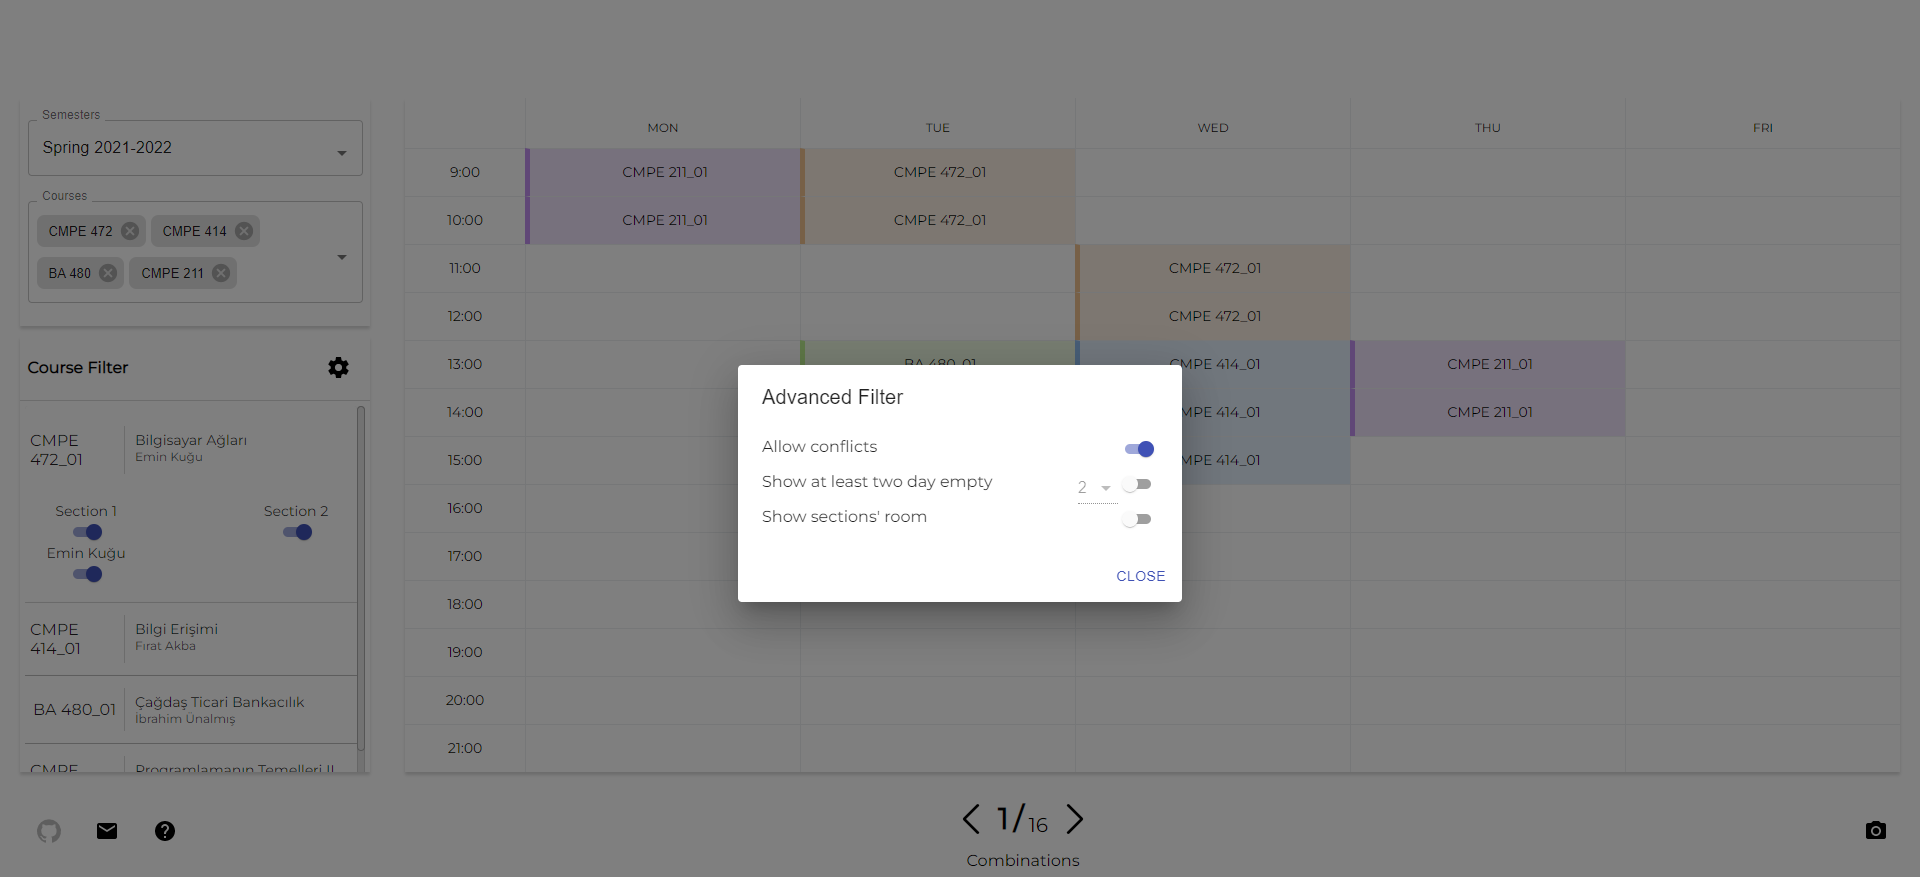 Semesters
Spring 2021-2022
Courses
CMPE 472 CMPE 414
BA 480 CMPE 211
Course Filter
CMPE 472_01
Bilgisayar Ağları
Emin Kuğu
Section 1 Section 2
Emin Kuğu
CMPE 414_01
Bilgi Erişimi
Fırat Akba
BA 480_01
Çağdaş Ticari Bankacılık
İbrahim Ünalmış
CMPE
Programlamanın Temelleri II
MON TUE WED THU FRI
9:00 CMPE 211_01 CMPE 472_01
10:00 CMPE 211_01 CMPE 472_01
11:00 CMPE 472_01
12:00 CMPE 472_01
13:00 BA 480_01 CMPE 414_01 CMPE 211_01
14:00 MPE 414_01 CMPE 211_01
15:00 MPE 414_01
16:00
17:00
18:00
19:00
20:00
21:00
Advanced Filter
Allow conflicts
Show at least two day empty 2
Show sections' room
CLOSE
1/16
Combinations